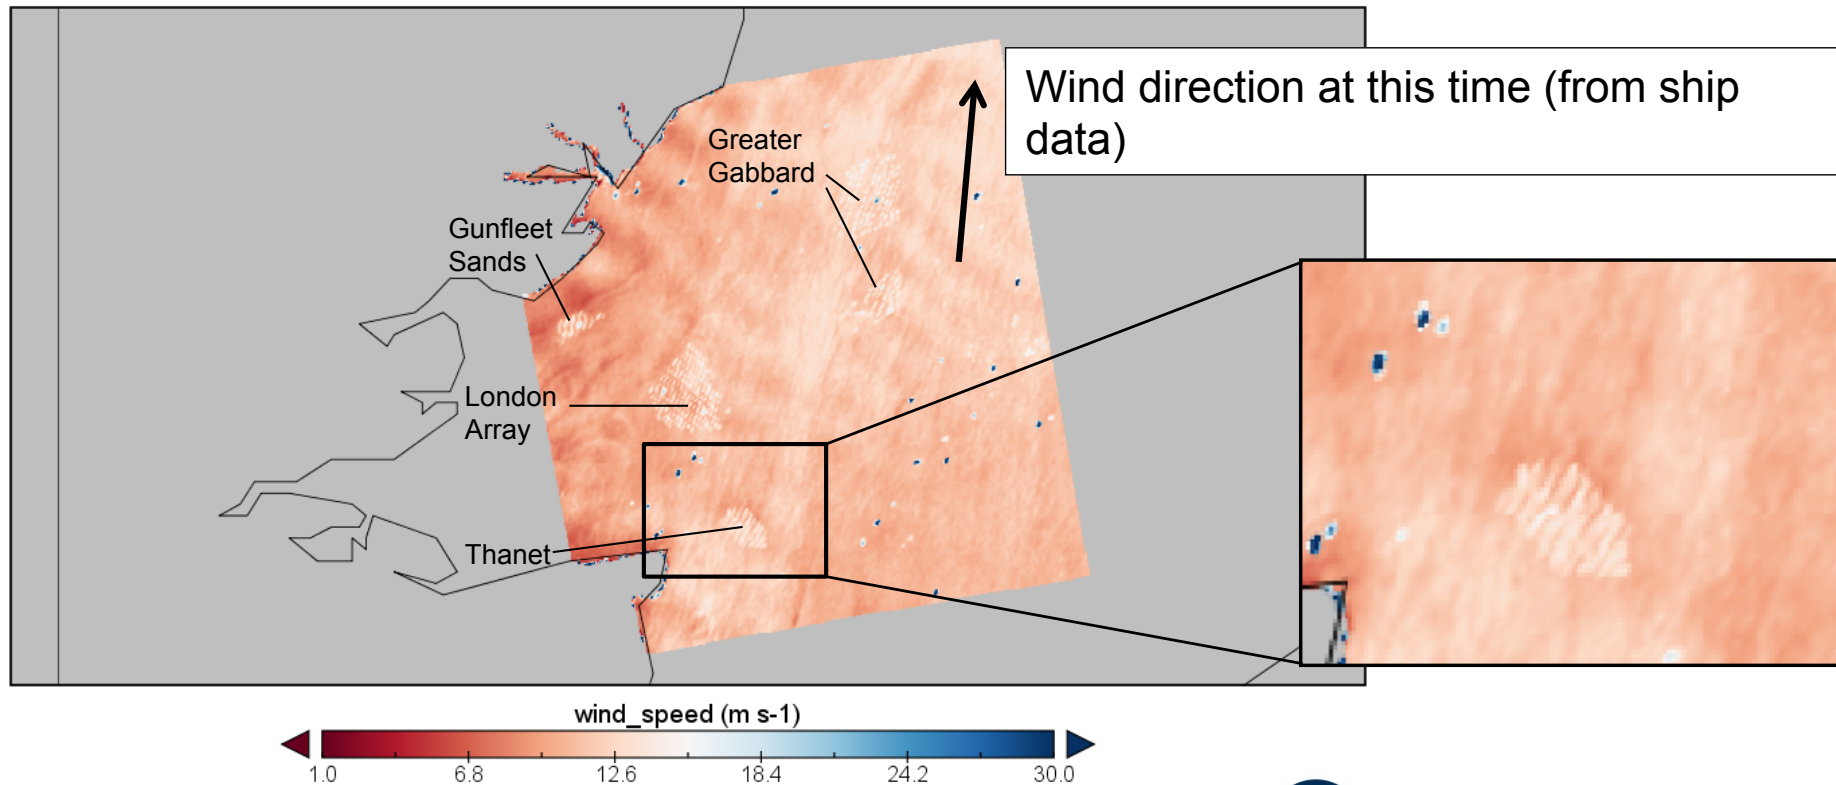 Wind direction at this time (from ship
data)
Greater
Gabbard
Gunfleet
Sands
London
Array
Thanet
wind_speed (m s-1)
1.0 6.8 12.6 18.4 24.2 30.0